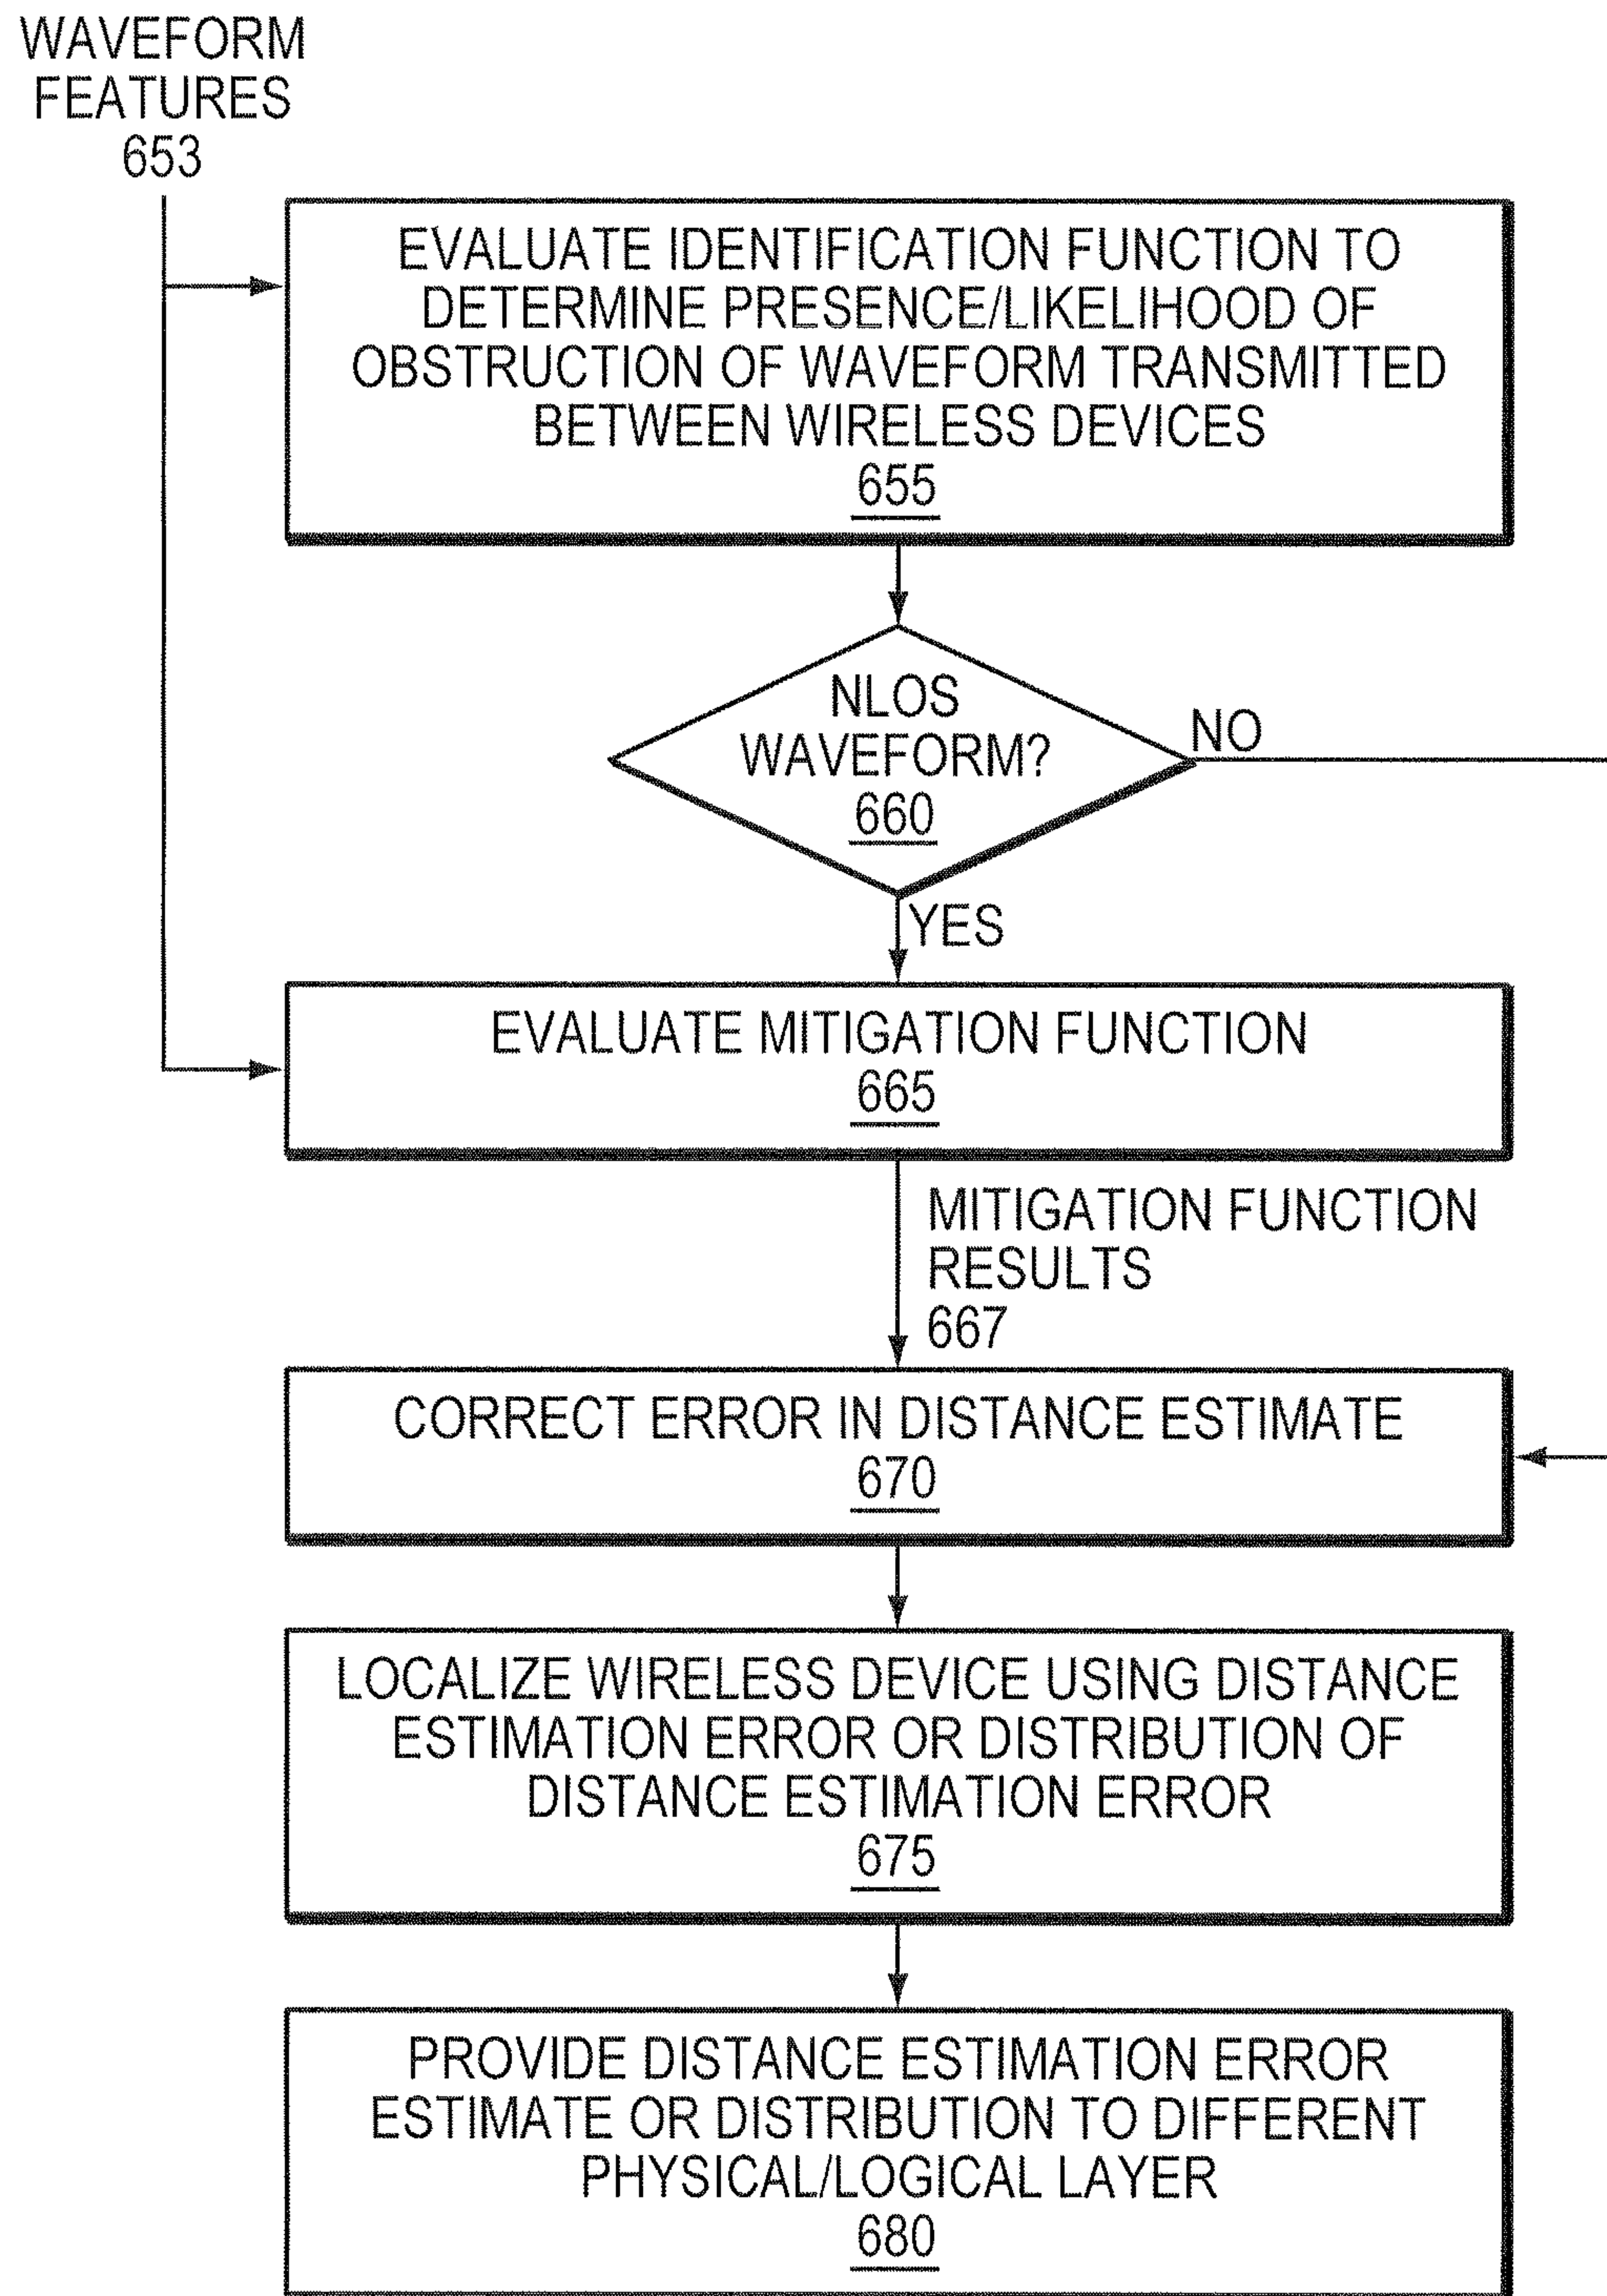 WAVEFORM
FEATURES
653
EVALUATE IDENTIFICATION FUNCTION TO
DETERMINE PRESENCE/LIKELIHOOD OF
OBSTRUCTION OF WAVEFORM TRANSMITTED
BETWEEN WIRELESS DEVICES
655
NLOS
WAVEFORM?
660
NO
YES
EVALUATE MITIGATION FUNCTION
665
MITIGATION FUNCTION
RESULTS
667
CORRECT ERROR IN DISTANCE ESTIMATE
670
LOCALIZE WIRELESS DEVICE USING DISTANCE
ESTIMATION ERROR OR DISTRIBUTION OF
DISTANCE ESTIMATION ERROR
675
PROVIDE DISTANCE ESTIMATION ERROR
ESTIMATE OR DISTRIBUTION TO DIFFERENT
PHYSICAL/LOGICAL LAYER
680